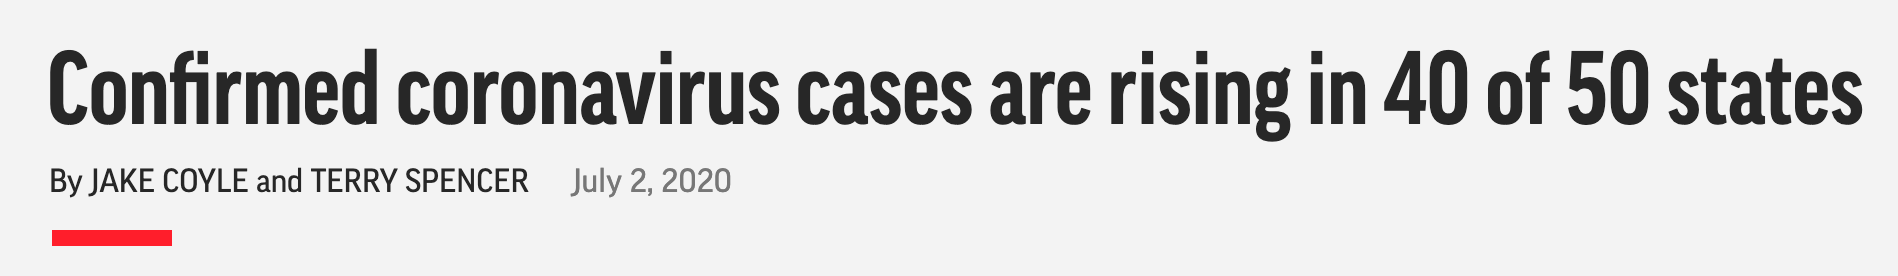 Confirmed coronavirus cases are rising in 40 of 50 states
By JAKE COYLE and TERRY SPENCER July 2, 2020